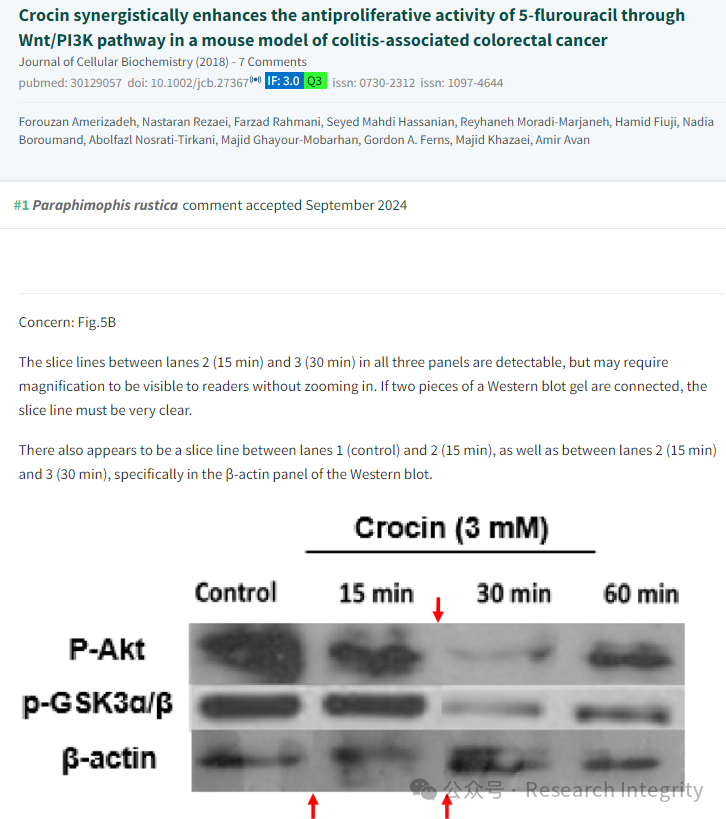 Crocin synergistically enhances the antiproliferative activity of 5-flurouracil through
Wnt/PI3K pathway in a mouse model of colitis-associated colorectal cancer
Journal of Cellular Biochemistry (2018) - 7 Comments
pubmed: 30129057 doi: 10.1002/jcb.27367 IF: 3.0 Q3 issn: 0730-2312 issn: 1097-4644
Forouzan Amerizadeh, Nastaran Rezaei, Farzad Rahmani, Seyed Mahdi Hassanian, Reyhaneh Moradi-Marjaneh, Hamid Fiuji, Nadia
Boroumand, Abolfazl Nosrati-Tirkani, Majid Ghayour-Mobarhan, Gordon A. Ferns, Majid Khazaei, Amir Avan
#1 Paraphimophis rustica comment accepted September 2024
Concern: Fig.5B
The slice lines between lanes 2 (15 min) and 3 (30 min) in all three panels are detectable, but may require
magnification to be visible to readers without zooming in. If two pieces of a Western blot gel are connected, the
slice line must be very clear.
There also appears to be a slice line between lanes 1 (control) and 2 (15 min), as well as between lanes 2 (15 min)
and 3 (30 min), specifically in the β-actin panel of the Western blot.
Crocin (3 mM)
Control 15 min 30 min 60 min
P-Akt
p-GSK3α/β
β-actin
公众号 · Research Integrity